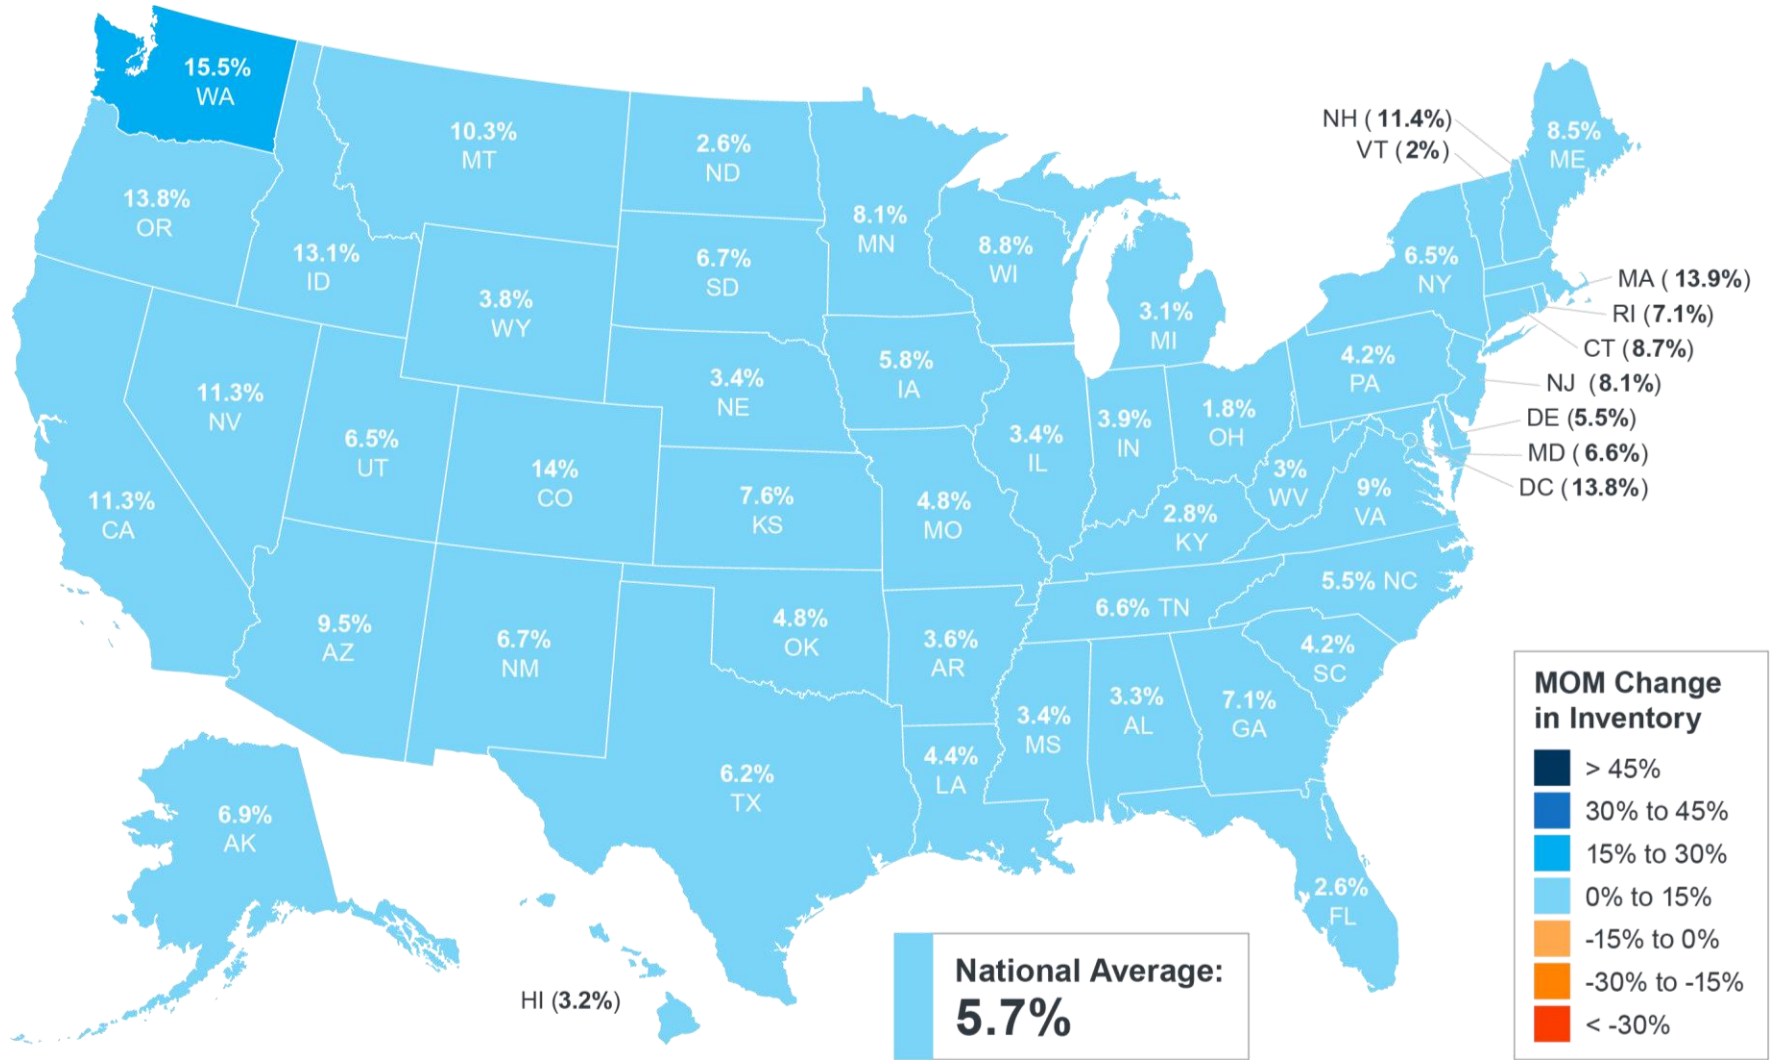 15.5%
WA
10.3%
MT
2.6%
ND
8.1%
MN
NH ( 11.4%)
VT ( 2%)
8.5%
ME
13.8%
OR
13.1%
ID
3.8%
WY
6.7%
SD
8.8%
WI
3.1%
MI
6.5%
NY
MA ( 13.9%)
RI (7.1%)
CT (8.7%)
NJ (8.1%)
DE (5.5%)
MD ( 6.6%)
DC ( 13.8%)
11.3%
NV
6.5%
UT
14%
CO
3.4%
NE
5.8%
IA
3.4%
IL
3.9%
IN
1.8%
OH
4.2%
PA
3%
WV
9%
VA
11.3%
CA
7.6%
KS
4.8%
MO
2.8%
KY
5.5% NC
6.6% TN
9.5%
AZ
6.7%
NM
4.8%
OK
3.6%
AR
4.2%
SC
3.4%
MS
3.3%
AL
7.1%
GA
6.2%
TX
4.4%
LA
2.6%
FL
6.9%
AK
HI (3.2%)
National Average:
5.7%
MOM Change
in Inventory
> 45%
30% to 45%
15% to 30%
0% to 15%
-15% to 0%
-30% to -15%
< -30%